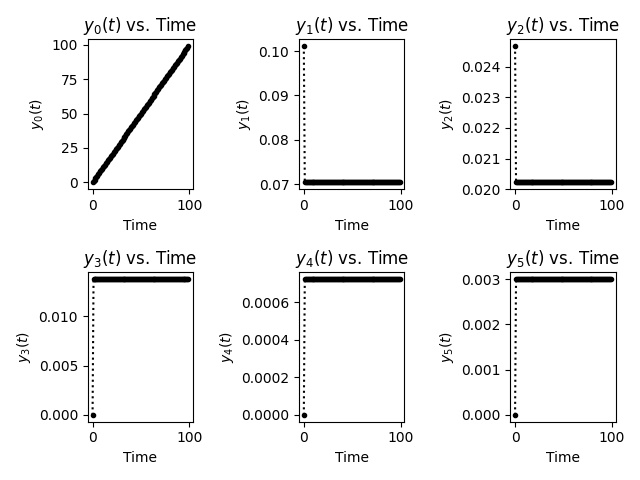 y₀(t) vs. Time
y₁(t) vs. Time
y₂(t) vs. Time
100
75
50
25
0
y₀(t)
0 100
Time
0.10
0.09
0.08
0.07
y₁(t)
0 100
Time
0.024
0.023
0.022
0.021
0.020
y₂(t)
0 100
Time
y₃(t) vs. Time
y₄(t) vs. Time
y₅(t) vs. Time
0.010
0.005
0.000
y₃(t)
0 100
Time
0.0006
0.0004
0.0002
0.0000
y₄(t)
0 100
Time
0.003
0.002
0.001
0.000
y₅(t)
0 100
Time